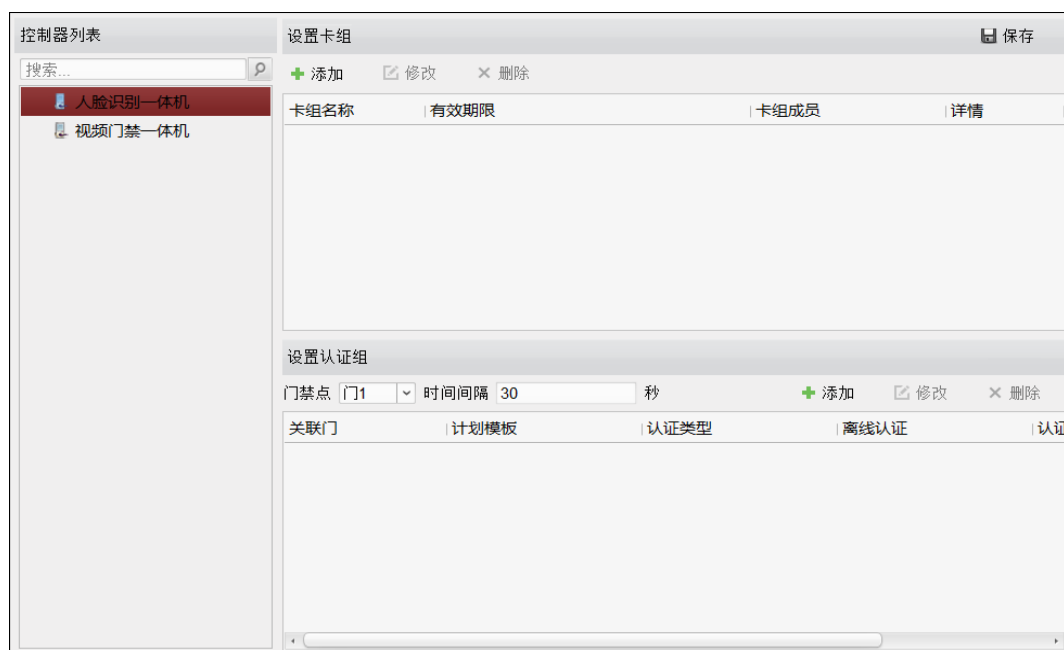 控制器列表
搜索...
人脸识别一体机
视频门禁一体机
设置卡组 保存
添加 修改 删除
卡组名称 有效期限 卡组成员 详情
设置认证组
门禁点 门1 时间间隔 30 秒 添加 修改 删除
关联门 计划模板 认证类型 离线认证 认证